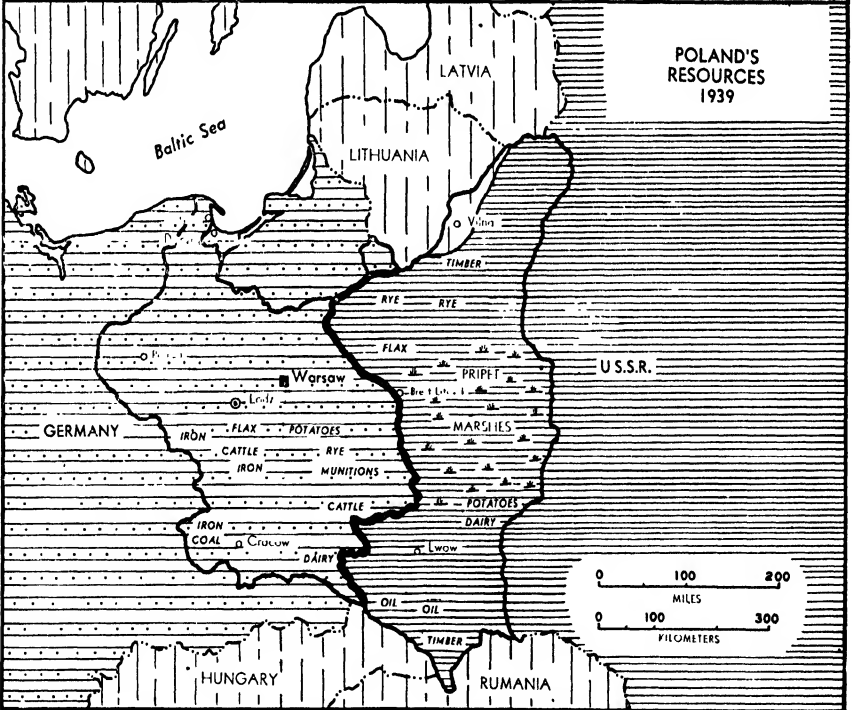 POLAND'S
RESOURCES
1939
LATVIA
Baltic Sea
LITHUANIA
Vilna
TIMBER
RYE RYE
FLAX
PRIPET
U S.S.R.
Warsaw
Lodz
MARSHES
GERMANY
IRON
FLAX
POTATOES
CATTLE
RYE
IRON
MUNITIONS
CATTLE
POTATOES
DAIRY
IRON
COAL
Cracow
DAIRY
Lwow
OIL OIL
TIMBER
0 100 200
MILES
0 100 300
KILOMETERS
HUNGARY
RUMANIA